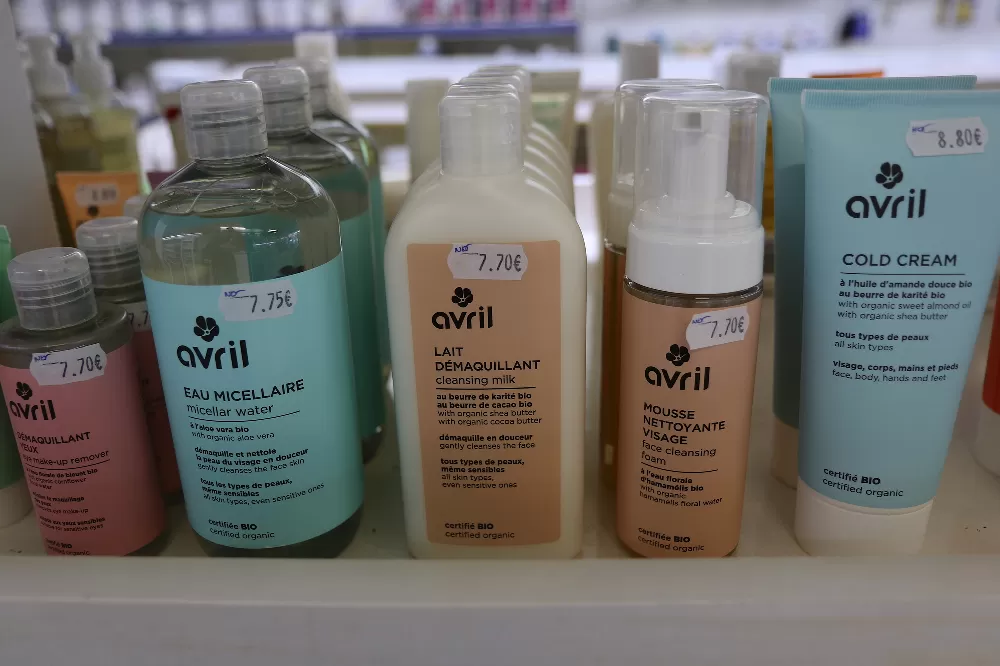 7.70€
avril
DÉMAQUILLANT
YEUX
eye make-up remover
7.75€
avril
EAU MICELLAIRE
micellar water
à l'aloe vera bio
with organic aloe vera
démaquille et nettoie
la peau du visage en douceur
gently cleanses the face skin
tous les types de peaux,
même sensibles
all skin types, even sensitive ones
certifiée BIO
certified organic
7.70€
avril
LAIT
DÉMAQUILLANT
cleansing milk
au beurre de karité bio
au beurre de cacao bio
with organic shea butter
with organic cocoa butter
démaquille en douceur
gently cleanses the face
tous types de peaux,
même sensibles
all skin types,
even sensitive ones
certifié BIO
certified organic
7.70€
avril
MOUSSE
NETTOYANTE
VISAGE
face cleansing
foam
à l'eau florale
d'hamamélis bio
with organic
hamamelis floral water
certifiée BIO
certified organic
8.80€
avril
COLD CREAM
à l'huile d'amande douce bio
au beurre de karité bio
with organic sweet almond oil
with organic shea butter
tous types de peaux
all skin types
visage, corps, mains et pieds
face, body, hands and feet
certifié BIO
certified organic